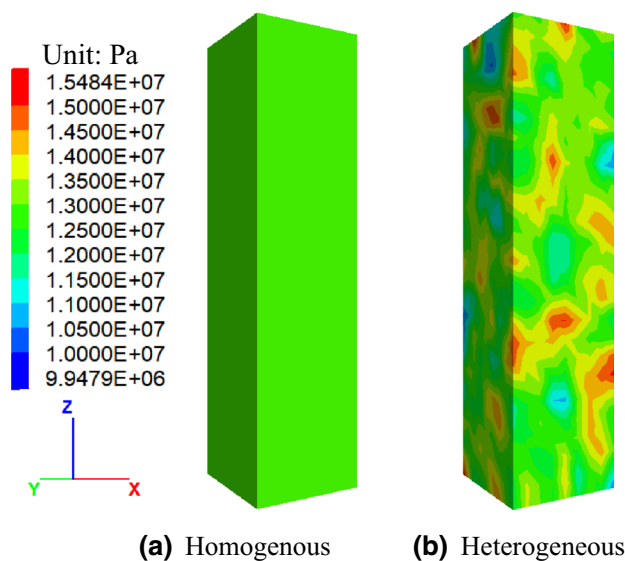 Unit: Pa
1.5484E+07
1.5000E+07
1.4500E+07
1.4000E+07
1.3500E+07
1.3000E+07
1.2500E+07
1.2000E+07
1.1500E+07
1.1000E+07
1.0500E+07
1.0000E+07
9.9479E+06
Z
Y
X
(a) Homogenous
(b) Heterogeneous